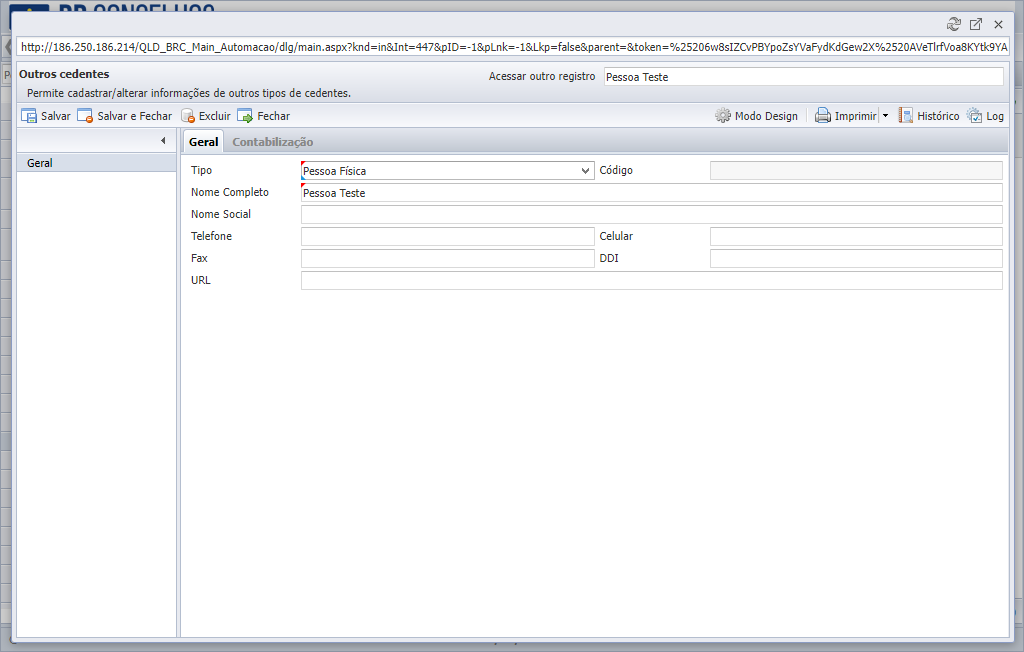 http://186.250.186.214/QLD_BRC_Main_Automacao/dlg/main.aspx?knd=in&Int=447&pID=-1&pLnk=-1&Lkp=false&parent=&token=%25206w8sIZCvPBYpoZsYVaFydKdGew2X%2520AVeTlrfVoa8KYtk9YA
Outros cedentes
Acessar outro registro Pessoa Teste
Permite cadastrar/alterar informações de outros tipos de cedentes.
Salvar Salvar e Fechar Excluir Fechar Modo Design Imprimir Histórico Log
Geral Contabilização
Geral
Tipo Pessoa Física Código
Nome Completo Pessoa Teste
Nome Social
Telefone Celular
Fax DDI
URL